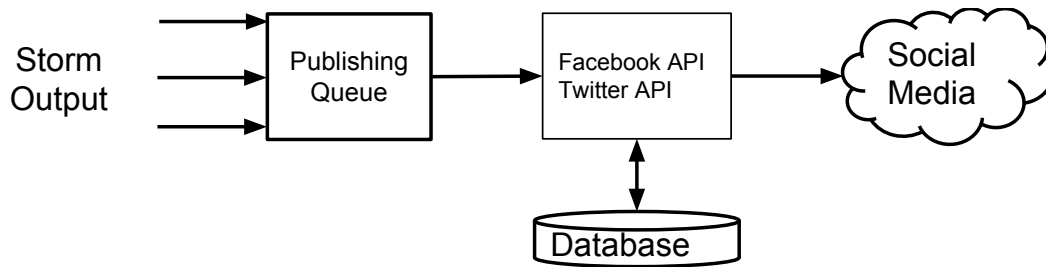 Storm
Output
Publishing
Queue
Facebook API
Twitter API
Social
Media
Database